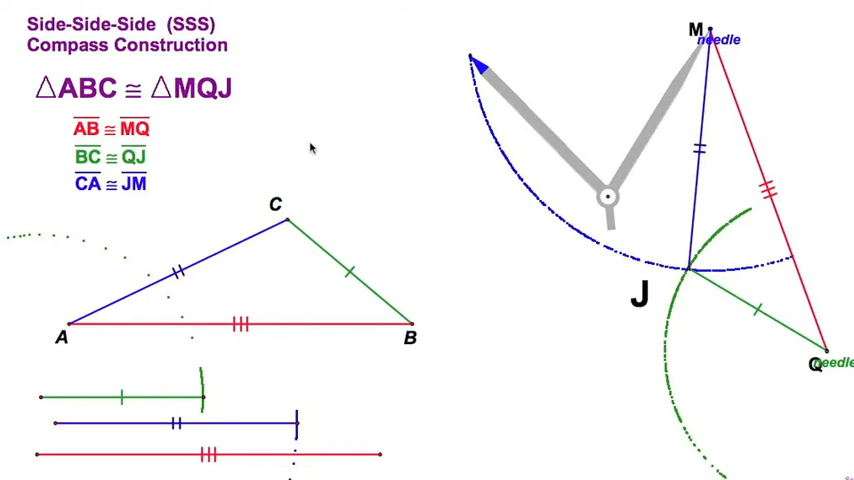 Side-Side-Side (SSS)
Compass Construction
△ABC ≅ △MQJ
AB ≅ MQ
BC ≅ QJ
CA ≅ JM
M
needle
C
A
B
J
Q
needle